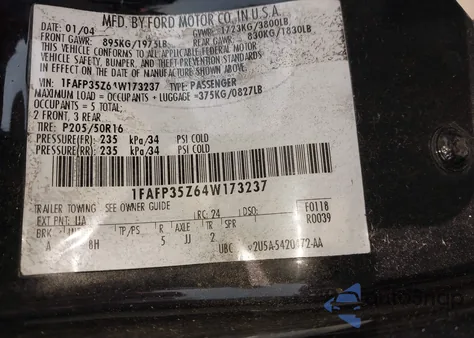 MFD. BY FORD MOTOR CO. IN U.S.A.
DATE: 01/04 GVWR: 1723KG/3800LB
FRONT GAWR: 895KG/1973LB REAR GAWR: 830KG/1830LB
THIS VEHICLE CONFORMS TO ALL APPLICABLE FEDERAL MOTOR
VEHICLE SAFETY, BUMPER, AND THEFT PREVENTION STANDARDS
IN EFFECT ON THE DATE OF MANUFACTURE SHOWN ABOVE.
VIN: 1FAFP35Z64W173237 TYPE: PASSENGER
MAXIMUM LOAD = OCCUPANTS + LUGGAGE = 375KG/0827LB
OCCUPANTS = 5 TOTAL:
2 FRONT, 3 REAR
TIRE: P205/50R16
PRESSURE(FR): 235 kPa/34 PSI COLD
PRESSURE(RR): 235 kPa/34 PSI COLD
1FAFP35Z64W173237
TRAILER TOWING - SEE OWNER GUIDE F0118
EXT PNT: UA RC: 24 DSO: R0039
BRK TP/PS R AXLE TR SPR
A 8H 5 JJ 2
U8C
autosnap